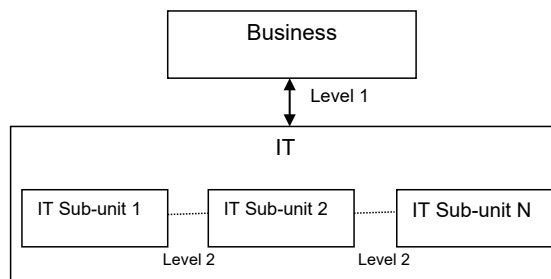 Business
Level 1
IT
IT Sub-unit 1
IT Sub-unit 2
IT Sub-unit N
Level 2
Level 2